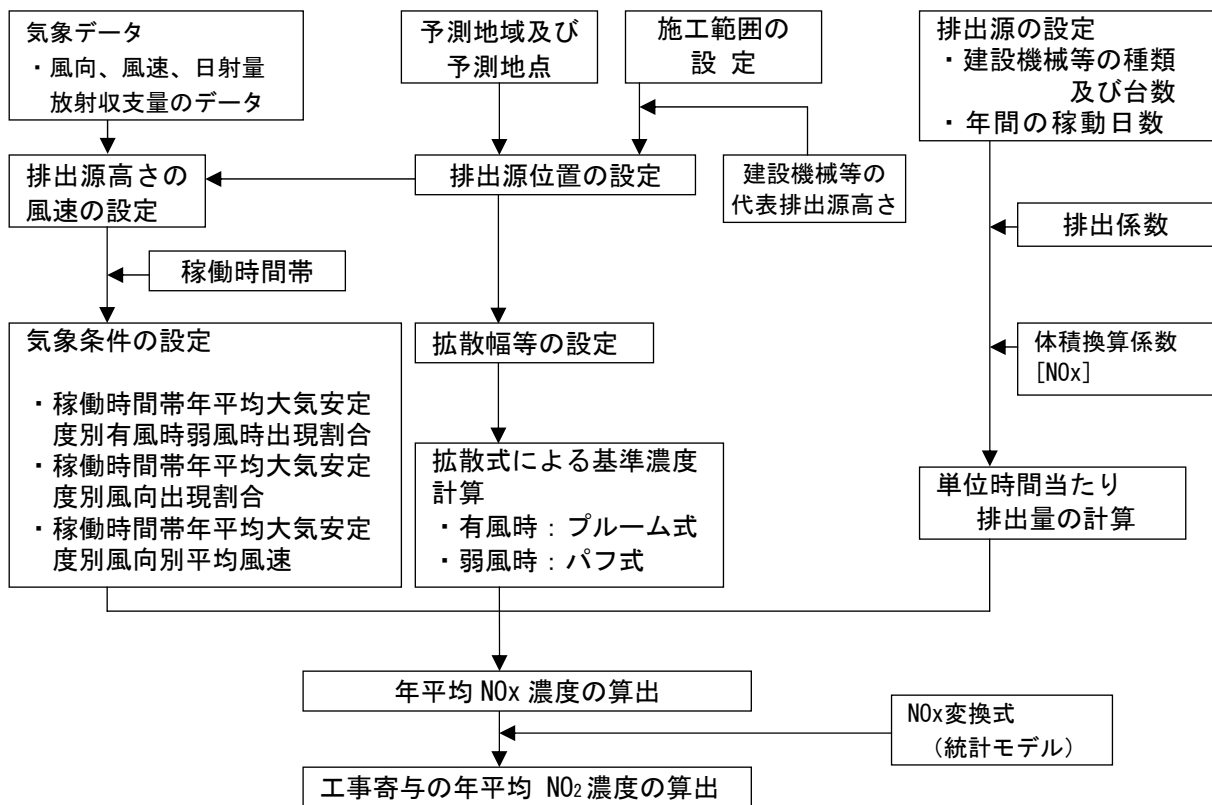 気象データ
・風向、風速、日射量
放射収支量のデータ
予測地域及び
予測地点
施工範囲の
設 定
排出源の設定
・建設機械等の種類
及び台数
・年間の稼動日数
排出源高さの
風速の設定
排出源位置の設定
建設機械等の
代表排出源高さ
排出係数
稼働時間帯
気象条件の設定
・稼働時間帯年平均大気安定
度別有風時弱風時出現割合
・稼働時間帯年平均大気安定
度別風向出現割合
・稼働時間帯年平均大気安定
度別風向別平均風速
拡散幅等の設定
体積換算係数
[NOx]
拡散式による基準濃度
計算
・有風時：プルーム式
・弱風時：パフ式
単位時間当たり
排出量の計算
年平均 NOx 濃度の算出
NOx変換式
（統計モデル）
工事寄与の年平均 NO₂ 濃度の算出